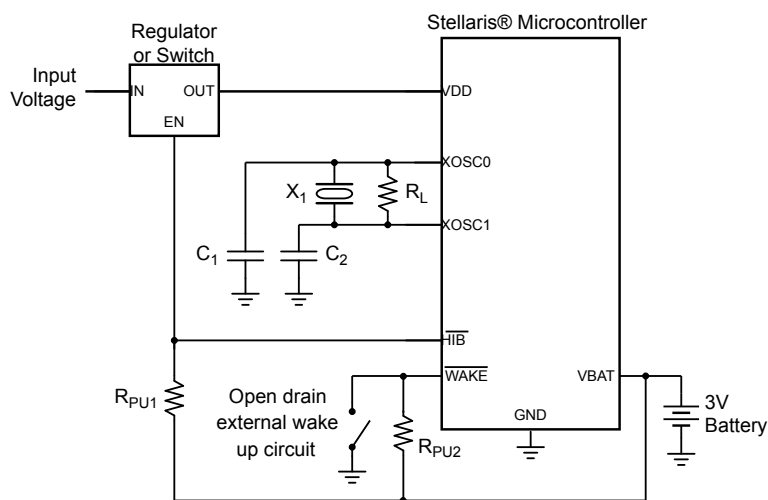 Stellaris® Microcontroller
Regulator
or Switch
Input
Voltage
IN
OUT
VDD
EN
XOSC0
X1
RL
XOSC1
C1
C2
HIB
WAKE
VBAT
RPU1
Open drain
external wake
up circuit
RPU2
GND
3V
Battery